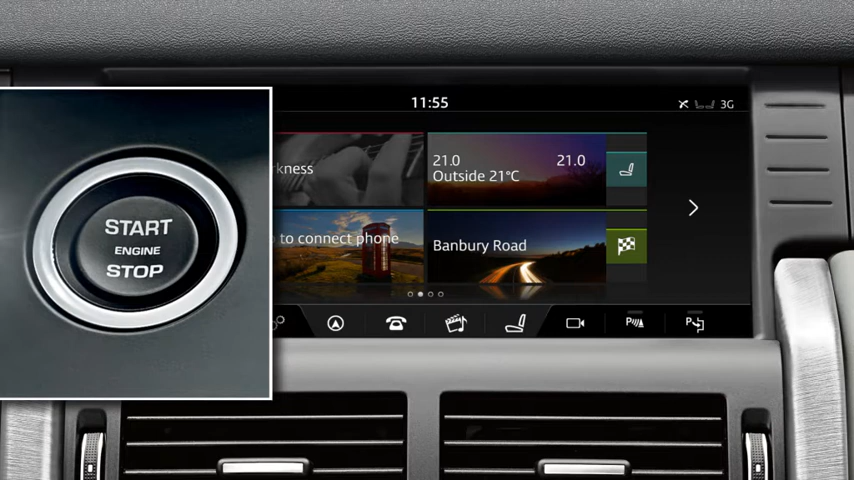 11:55
3G
kness
21.0
21.0
Outside 21°C
to connect phone
Banbury Road
START
ENGINE
STOP
P
P